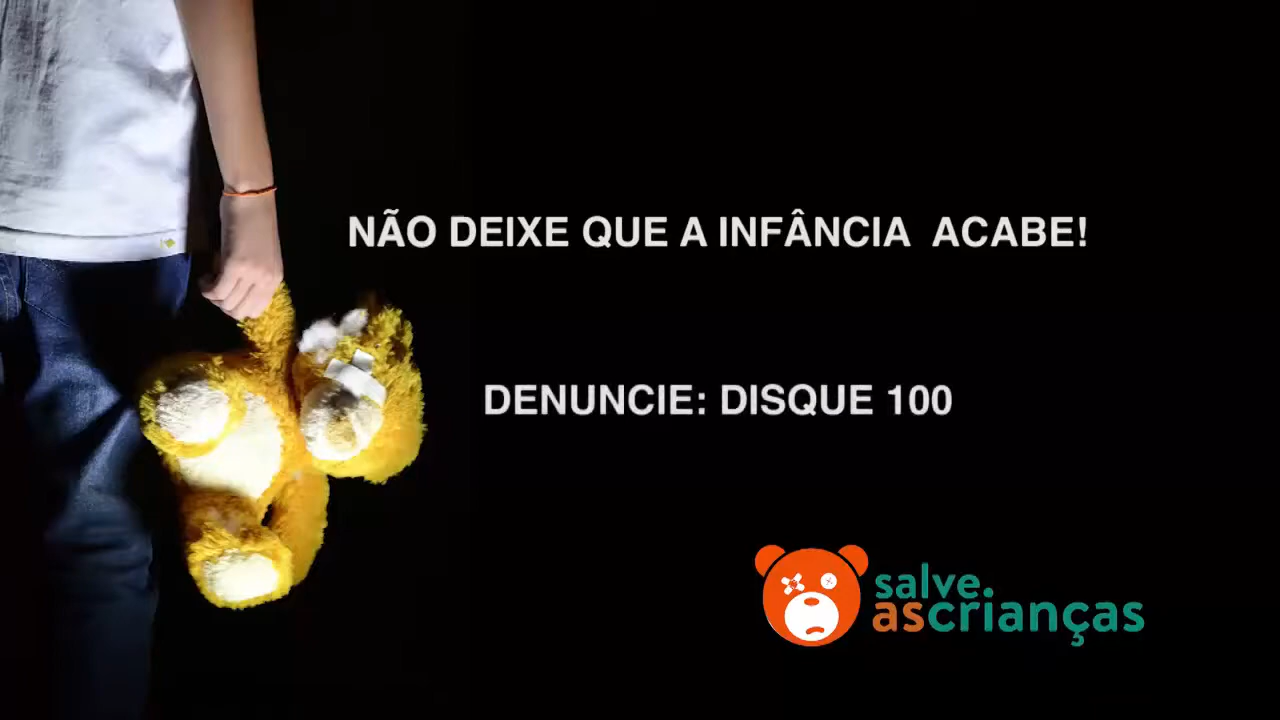 NÃO DEIXE QUE A INFÂNCIA ACABE!
DENUNCIE: DISQUE 100
salve.
ascrianças